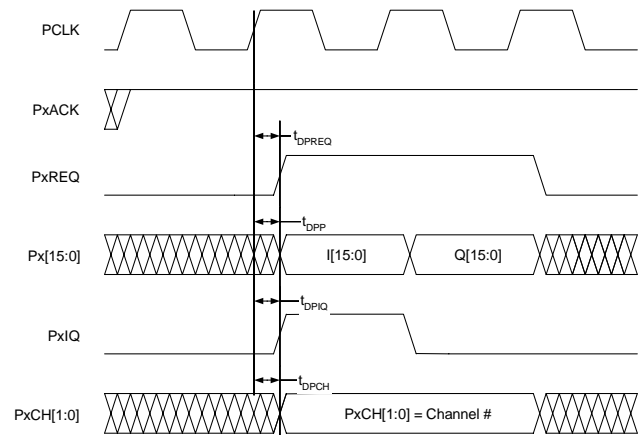 PCLK
PxACK
tDPREQ
PxREQ
tDPP
Px[15:0]
I[15:0]
Q[15:0]
tDPIQ
PxIQ
tDPCH
PxCH[1:0]
PxCH[1:0] = Channel #